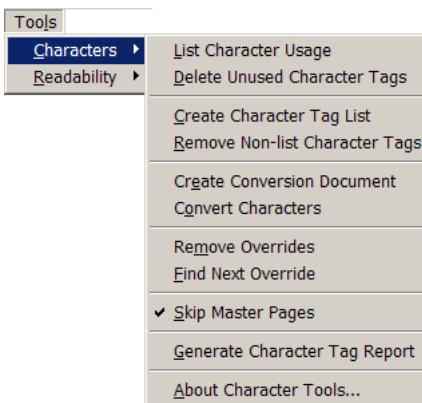 Tools
Characters
Readability
List Character Usage
Delete Unused Character Tags
Create Character Tag List
Remove Non-list Character Tags
Create Conversion Document
Convert Characters
Remove Overrides
Find Next Override
Skip Master Pages
Generate Character Tag Report
About Character Tools...